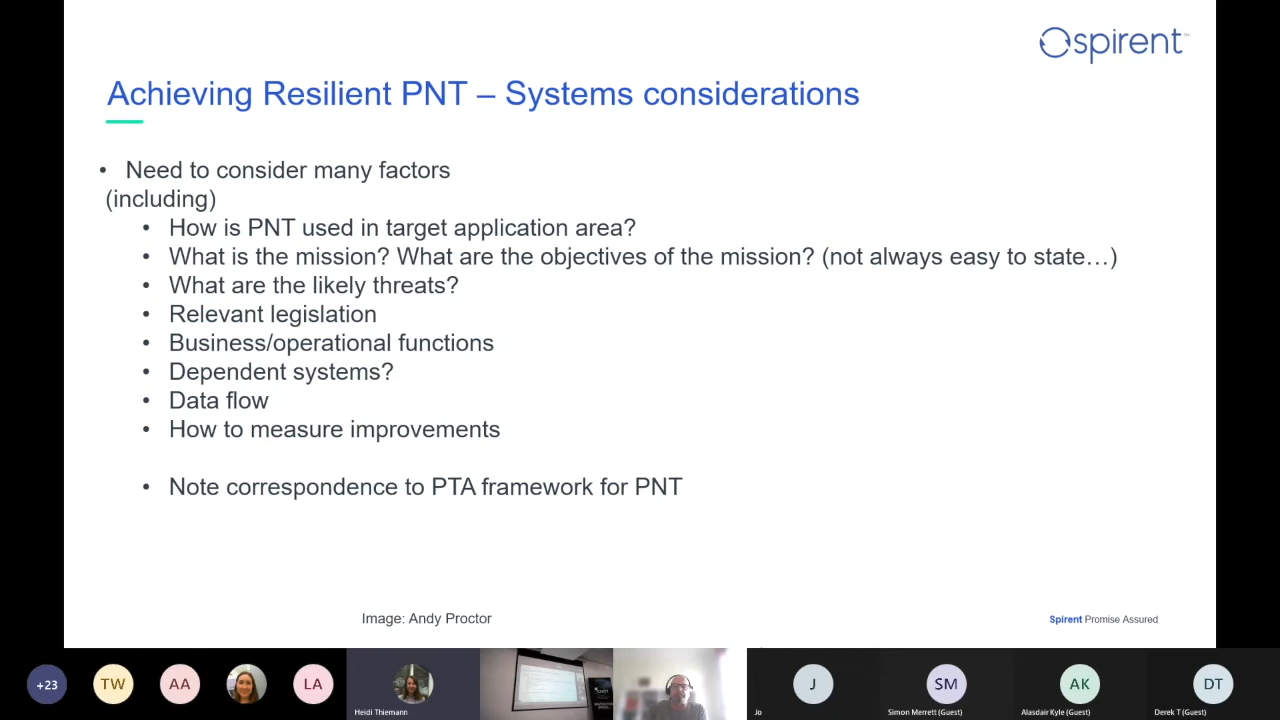 spirent
Achieving Resilient PNT – Systems considerations
• Need to consider many factors
(including)
• How is PNT used in target application area?
• What is the mission? What are the objectives of the mission? (not always easy to state…)
• What are the likely threats?
• Relevant legislation
• Business/operational functions
• Dependent systems?
• Data flow
• How to measure improvements
• Note correspondence to PTA framework for PNT
Image: Andy Proctor
Spirent Promise Assured
+23
TW
AA
LA
Heidi Thiemann
J
Jo
SM
Simon Merrett (Guest)
AK
Alasdair Kyle (Guest)
DT
Derek T (Guest)